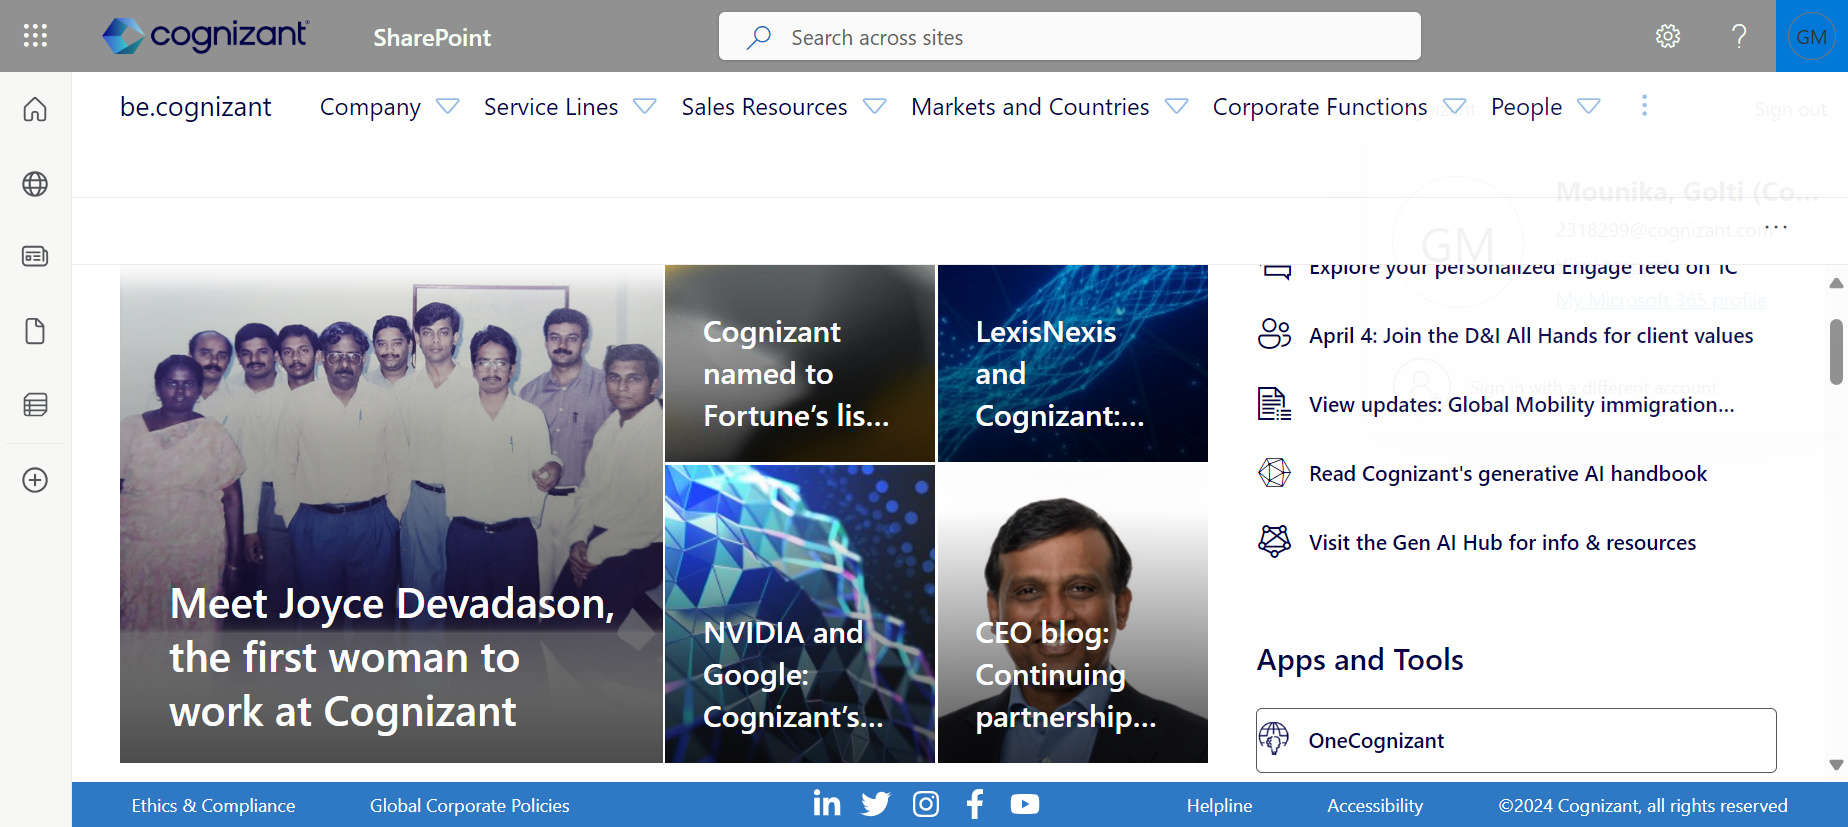 cognizant
SharePoint
Search across sites
GM
be.cognizant
Company
Service Lines
Sales Resources
Markets and Countries
Corporate Functions
People
Sign out
Mounika, Golti (Co...
GM
2318299@cognizant.com
Explore your personalized Engage feed on 1C
My Microsoft 365 profile
April 4: Join the D&I All Hands for client values
Sign in with a different account
View updates: Global Mobility immigration...
Read Cognizant's generative AI handbook
Visit the Gen AI Hub for info & resources
Cognizant
named to
Fortune’s lis...
LexisNexis
and
Cognizant:...
Meet Joyce Devadason,
the first woman to
work at Cognizant
NVIDIA and
Google:
Cognizant’s...
CEO blog:
Continuing
partnership...
Apps and Tools
OneCognizant
Ethics & Compliance
Global Corporate Policies
Helpline
Accessibility
©2024 Cognizant, all rights reserved